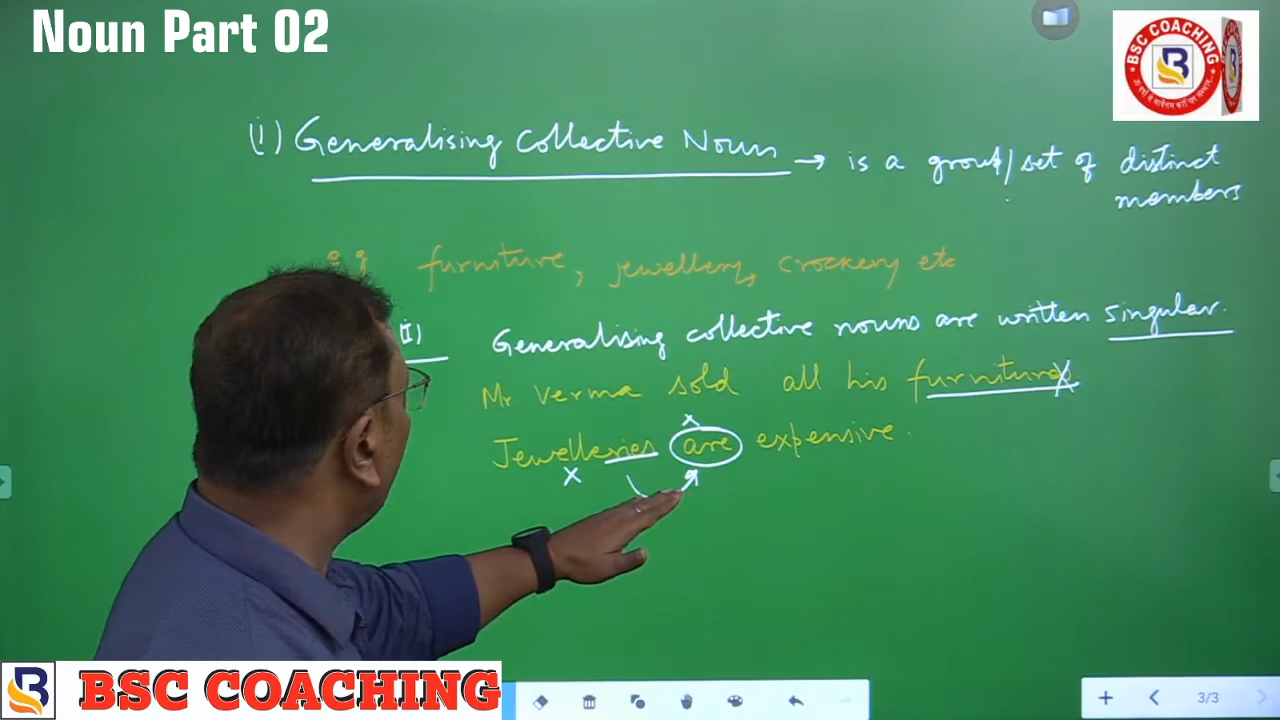 Noun Part 02
BSC COACHING
(i) Generalising Collective Noun → is a group/set of distinct
members
e.g furniture, jewellery, crockery etc
(ii) Generalising collective nouns are written singular.
Mr Verma sold all his furnitures
x
Jewelleries are expensive.
x
BSC COACHING
3/3